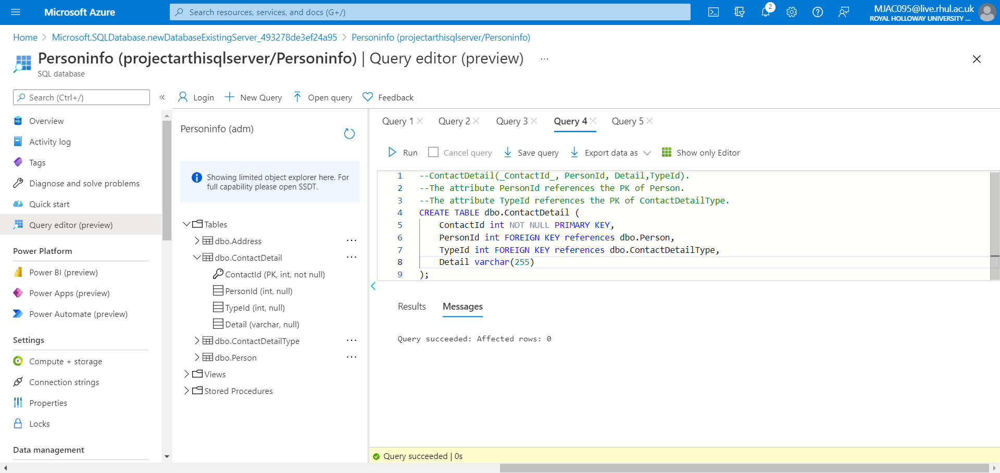 Microsoft Azure
Search resources, services, and docs (G+/)
2
MJAC095@live.rhul.ac.uk
ROYAL HOLLOWAY UNIVERSITY ...
Home > Microsoft.SQLDatabase.newDatabaseExistingServer_493278de3ef24a95 > Personinfo (projectarthisqlserver/Personinfo)
Personinfo (projectarthisqlserver/Personinfo) | Query editor (preview) ...
SQL database
Search (Ctrl+/)
«
Overview
Activity log
Tags
Diagnose and solve problems
Quick start
Query editor (preview)
Power Platform
Power BI (preview)
Power Apps (preview)
Power Automate (preview)
Settings
Compute + storage
Connection strings
Properties
Locks
Data management
Login
New Query
Open query
Feedback
Personinfo (adm)
Showing limited object explorer here. For
full capability please open SSDT.
Tables
dbo.Address ...
dbo.ContactDetail ...
ContactId (PK, int, not null)
PersonId (int, null)
TypeId (int, null)
Detail (varchar, null)
dbo.ContactDetailType ...
dbo.Person ...
Views
Stored Procedures
Query 1
Query 2
Query 3
Query 4
Query 5
Run
Cancel query
Save query
Export data as
Show only Editor
1 --ContactDetail(_ContactId_, PersonId, Detail,TypeId).
2 --The attribute PersonId references the PK of Person.
3 --The attribute TypeId references the PK of ContactDetailType.
4 CREATE TABLE dbo.ContactDetail (
5 ContactId int NOT NULL PRIMARY KEY,
6 PersonId int FOREIGN KEY references dbo.Person,
7 TypeId int FOREIGN KEY references dbo.ContactDetailType,
8 Detail varchar(255)
9 );
Results
Messages
Query succeeded: Affected rows: 0
Query succeeded | 0s